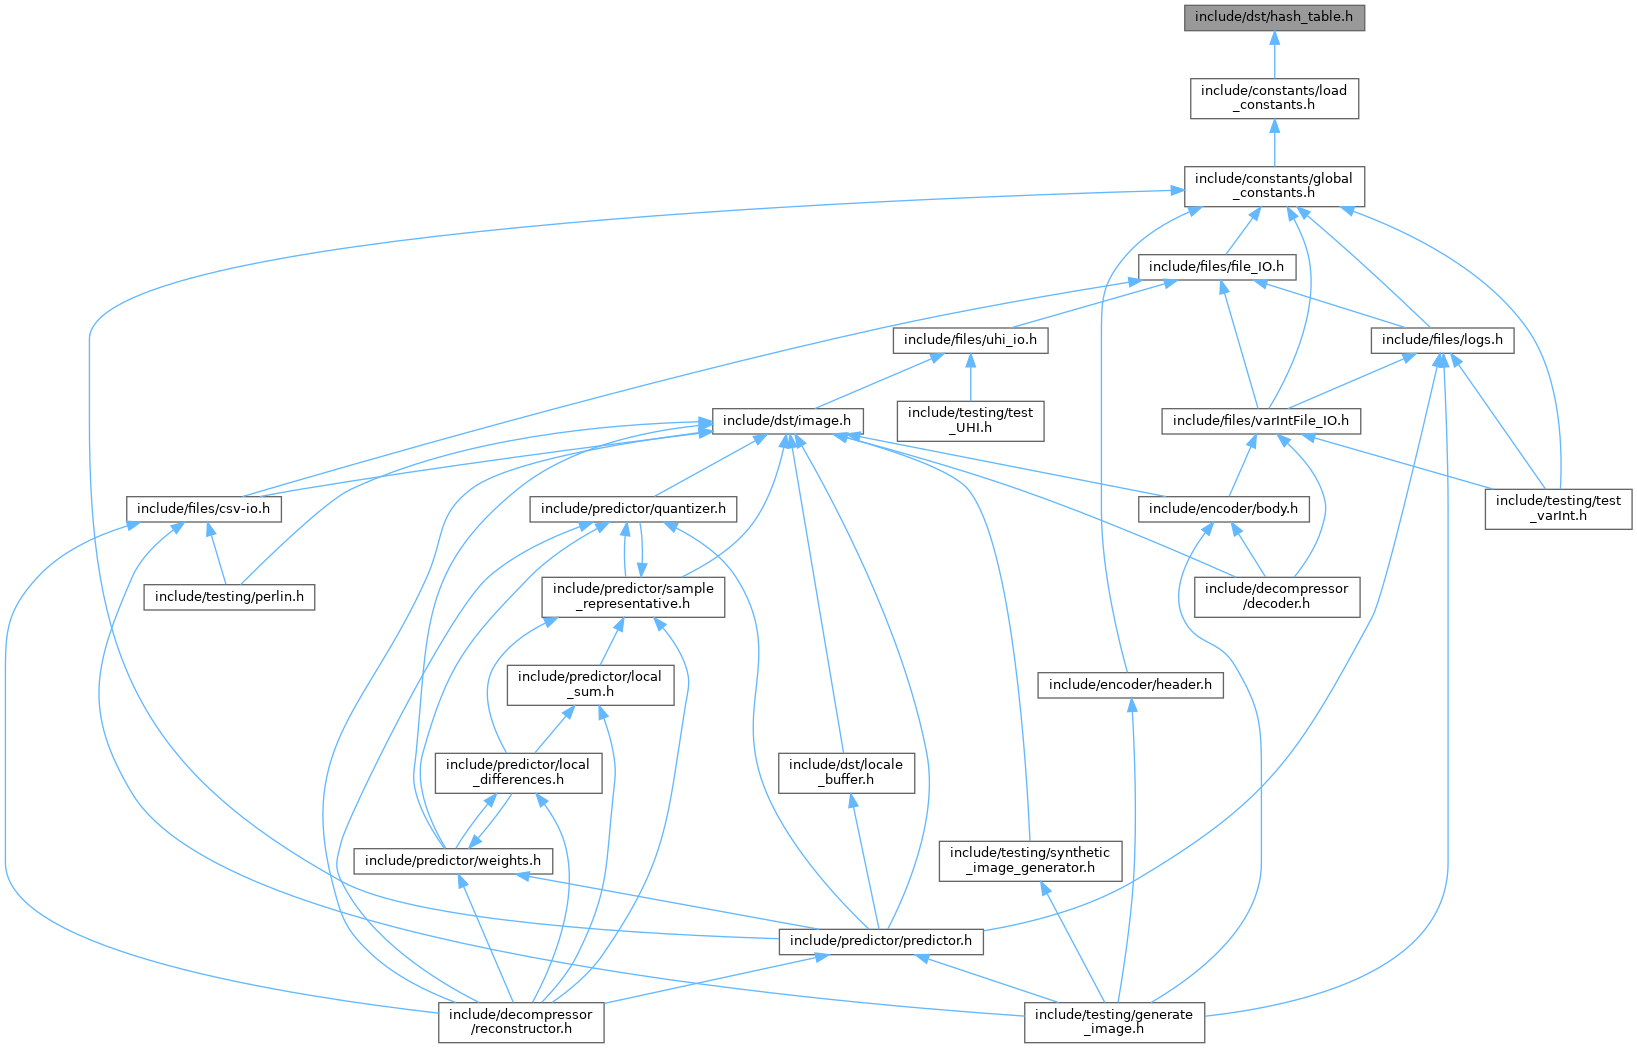 include/dst/hash_table.h
include/constants/load
_constants.h
include/constants/global
_constants.h
include/files/file_IO.h
include/files/uhi_io.h
include/files/logs.h
include/testing/test
_UHI.h
include/dst/image.h
include/files/varIntFile_IO.h
include/files/csv-io.h
include/predictor/quantizer.h
include/encoder/body.h
include/testing/test
_varInt.h
include/testing/perlin.h
include/predictor/sample
_representative.h
include/decompressor
/decoder.h
include/predictor/local
_sum.h
include/encoder/header.h
include/predictor/local
_differences.h
include/dst/locale
_buffer.h
include/predictor/weights.h
include/testing/synthetic
_image_generator.h
include/predictor/predictor.h
include/decompressor
/reconstructor.h
include/testing/generate
_image.h